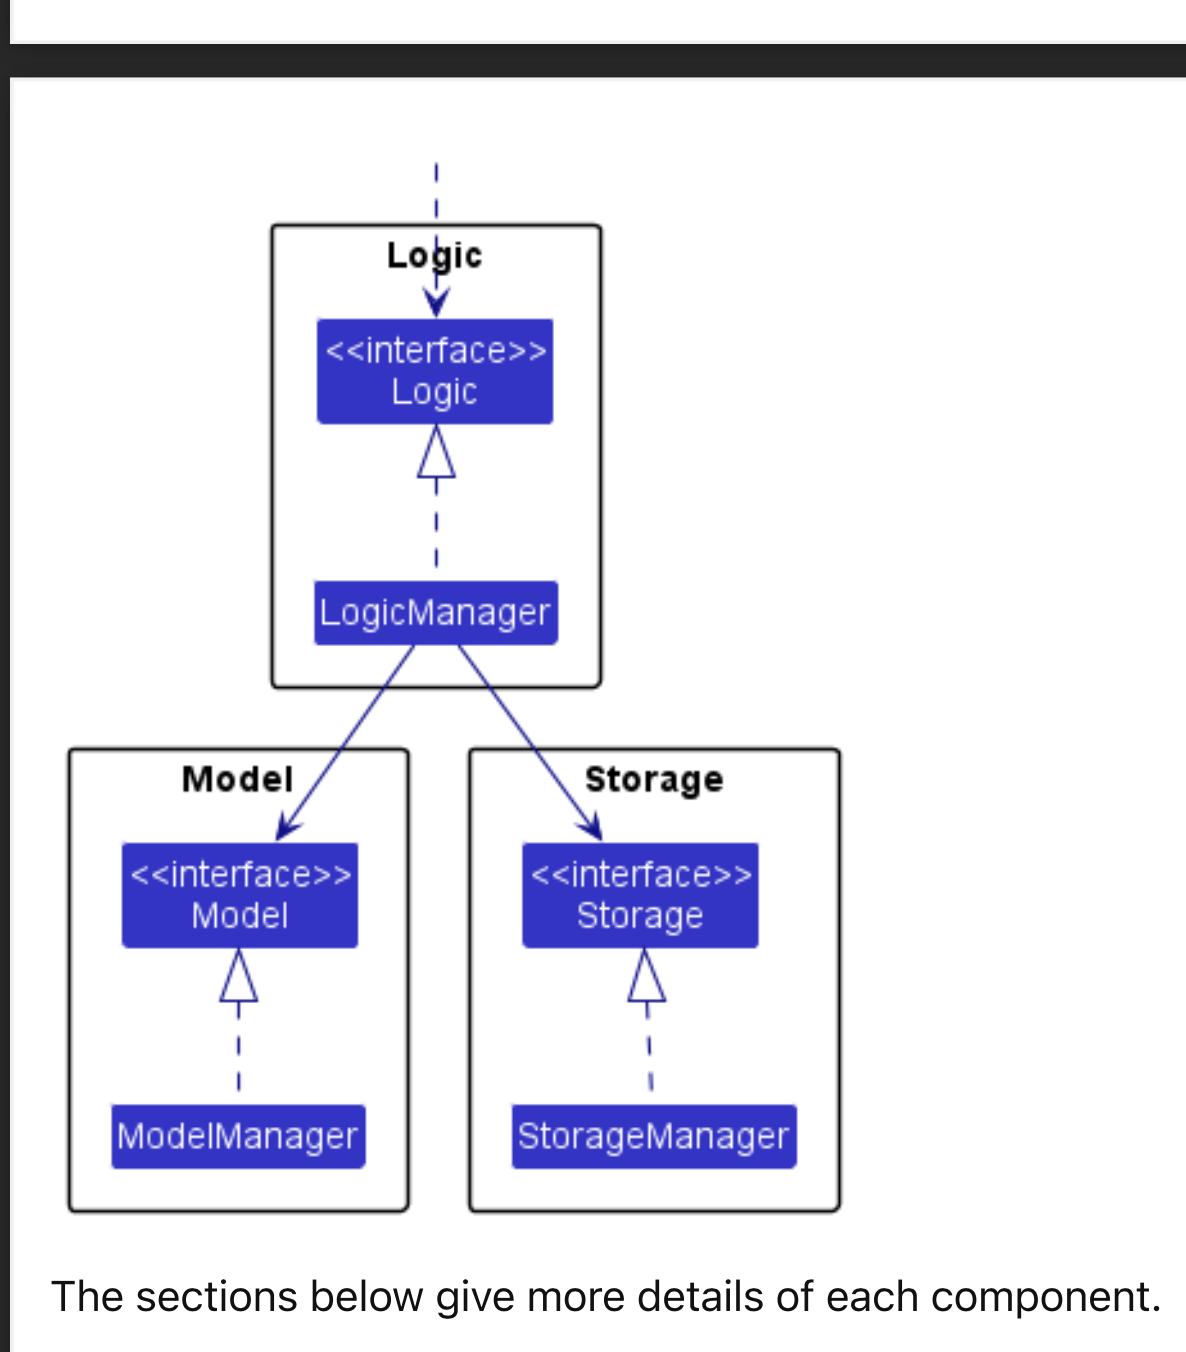 Logic
<<interface>>
Logic
LogicManager
Model
<<interface>>
Model
ModelManager
Storage
<<interface>>
Storage
StorageManager
The sections below give more details of each component.